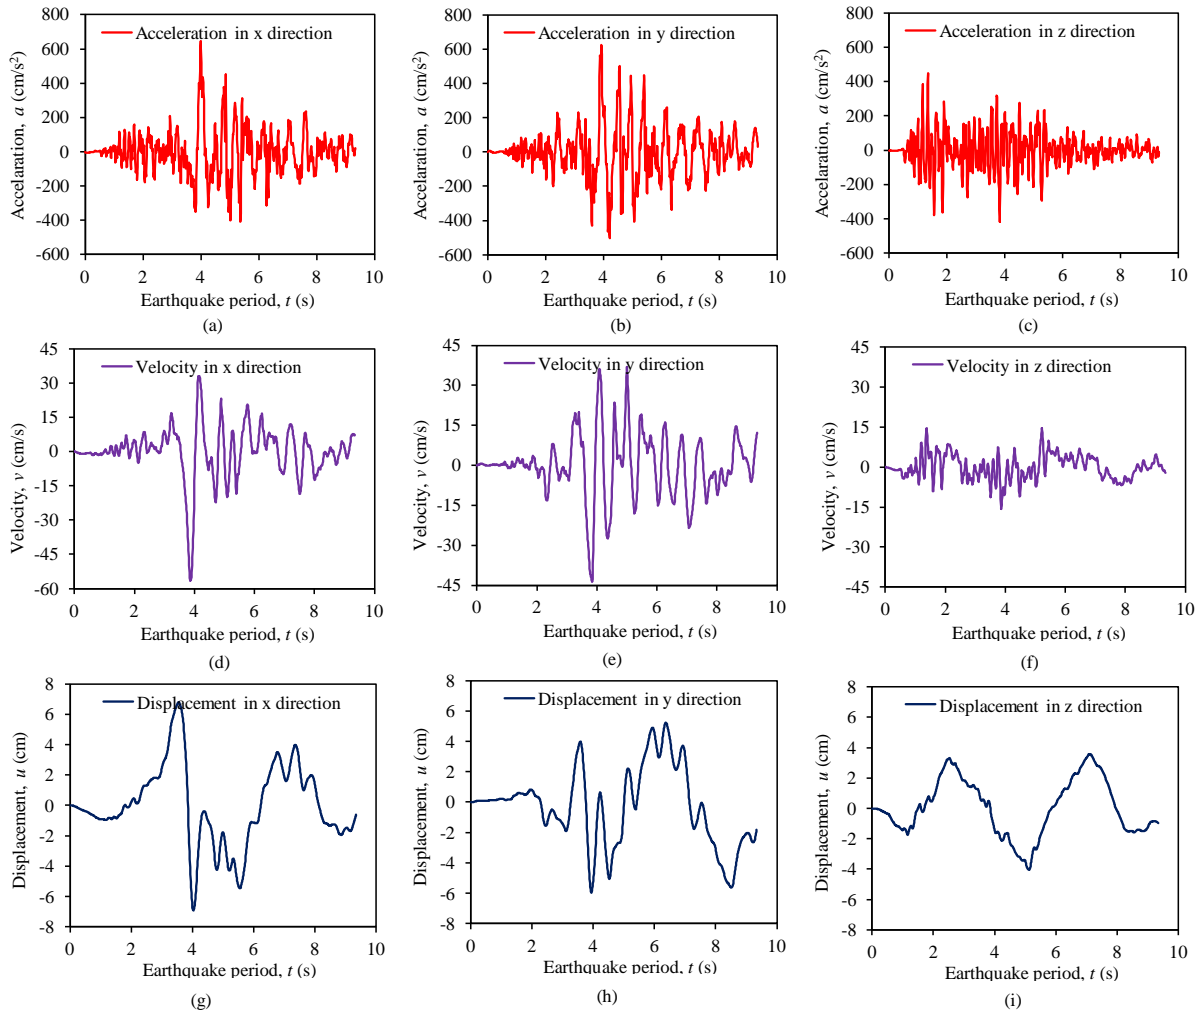 Accelaration, a (cm/s²)
800
600
400
200
0
-200
-400
-600
Acceleration in x direction
0 2 4 6 8 10
Earthquake period, t (s)
(a)
Accelaration, a (cm/s²)
800
600
400
200
0
-200
-400
-600
Acceleration in y direction
0 2 4 6 8 10
Earthquake period, t (s)
(b)
Accelaration, a (cm/s²)
800
600
400
200
0
-200
-400
-600
Acceleration in z direction
0 2 4 6 8 10
Earthquake period, t (s)
(c)
Velocity, v (cm/s)
45
30
15
0
-15
-30
-45
-60
Velocity in x direction
0 2 4 6 8 10
Earthquake period, t (s)
(d)
Velocity, v (cm/s)
45
30
15
0
-15
-30
-45
Velocity in y direction
0 2 4 6 8 10
Earthquake period, t (s)
(e)
Velocity, v (cm/s)
45
30
15
0
-15
-30
-45
Velocity in z direction
0 2 4 6 8 10
Earthquake period, t (s)
(f)
Displacement, u (cm)
8
6
4
2
0
-2
-4
-6
-8
Displacement in x direction
0 2 4 6 8 10
Earthquake period, t (s)
(g)
Displacement, u (cm)
8
6
4
2
0
-2
-4
-6
-8
Displacement in y direction
0 2 4 6 8 10
Earthquake period, t (s)
(h)
Displacement, u (cm)
8
6
4
2
0
-2
-4
-6
-8
Displacement in z direction
0 2 4 6 8 10
Earthquake period, t (s)
(i)